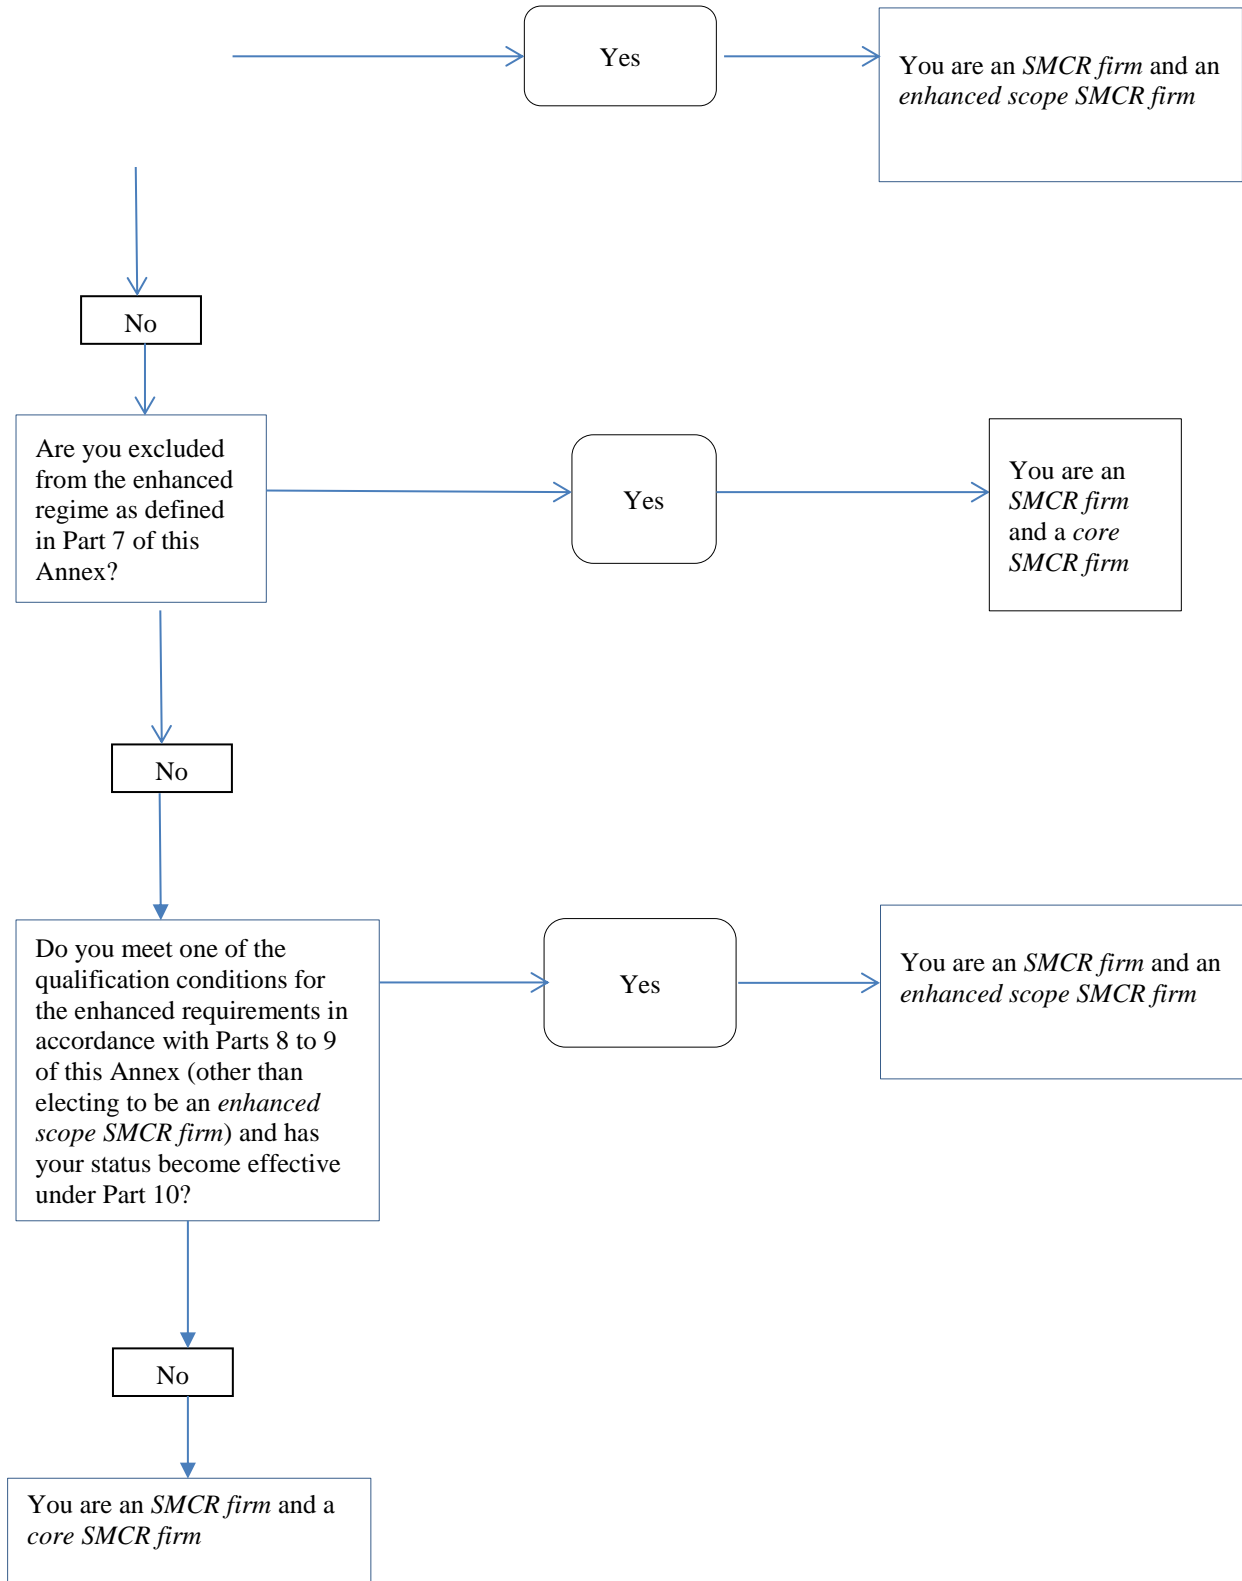 Yes
You are an SMCR firm and an
enhanced scope SMCR firm
No
Are you excluded
from the enhanced
regime as defined
in Part 7 of this
Annex?
Yes
You are an
SMCR firm
and a core
SMCR firm
No
Do you meet one of the
qualification conditions for
the enhanced requirements in
accordance with Parts 8 to 9
of this Annex (other than
electing to be an enhanced
scope SMCR firm) and has
your status become effective
under Part 10?
Yes
You are an SMCR firm and an
enhanced scope SMCR firm
No
You are an SMCR firm and a
core SMCR firm